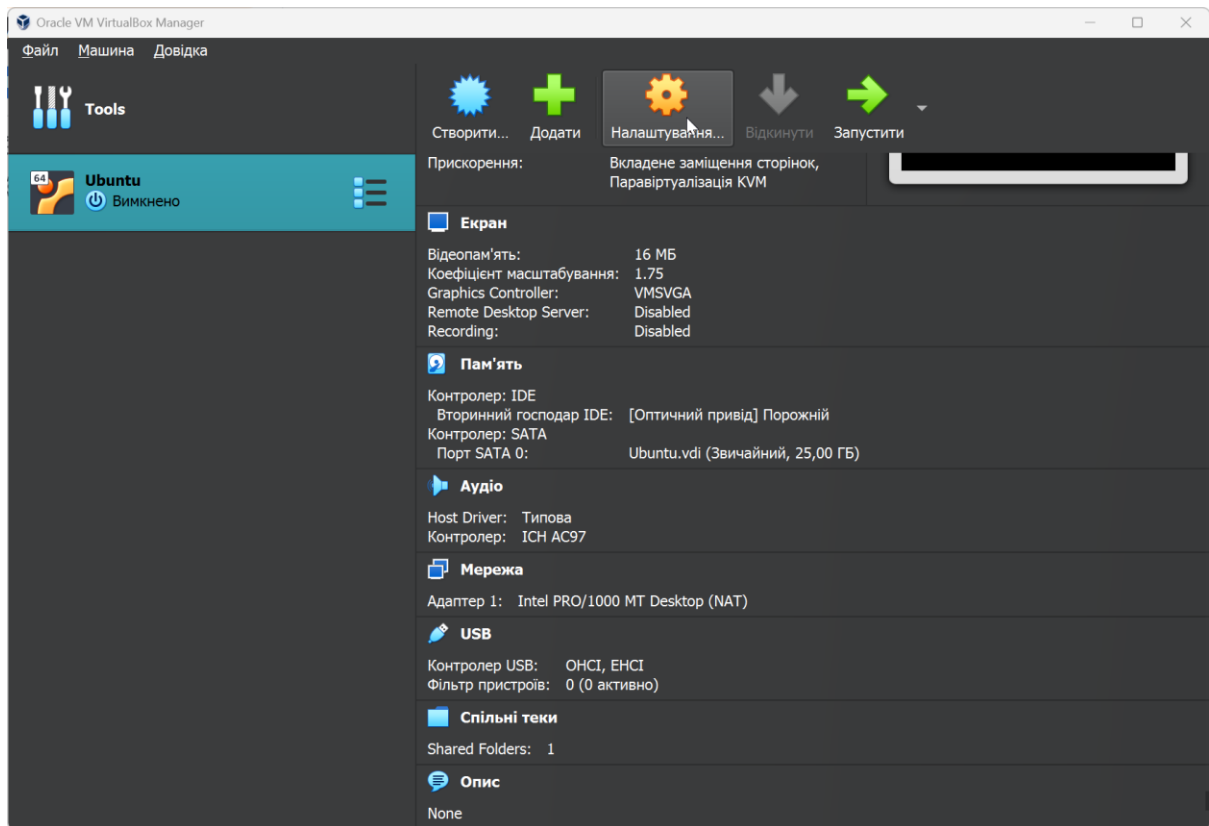 Oracle VM VirtualBox Manager
Файл Машина Довідка
Tools
Створити... Додати Налаштування... Відкинути Запустити
64
Ubuntu
Вимкнено
Прискорення: Вкладене заміщення сторінок,
Паравіртуалізація KVM
Екран
Відеопам'ять: 16 МБ
Коефіцієнт масштабування: 1.75
Graphics Controller: VMSVGA
Remote Desktop Server: Disabled
Recording: Disabled
Пам'ять
Контролер: IDE
Вторинний господар IDE: [Оптичний привід] Порожній
Контролер: SATA
Порт SATA 0: Ubuntu.vdi (Звичайний, 25,00 ГБ)
Аудіо
Host Driver: Типова
Контролер: ICH AC97
Мережа
Адаптер 1: Intel PRO/1000 MT Desktop (NAT)
USB
Контролер USB: OHCI, EHCI
Фільтр пристроїв: 0 (0 активно)
Спільні теки
Shared Folders: 1
Опис
None